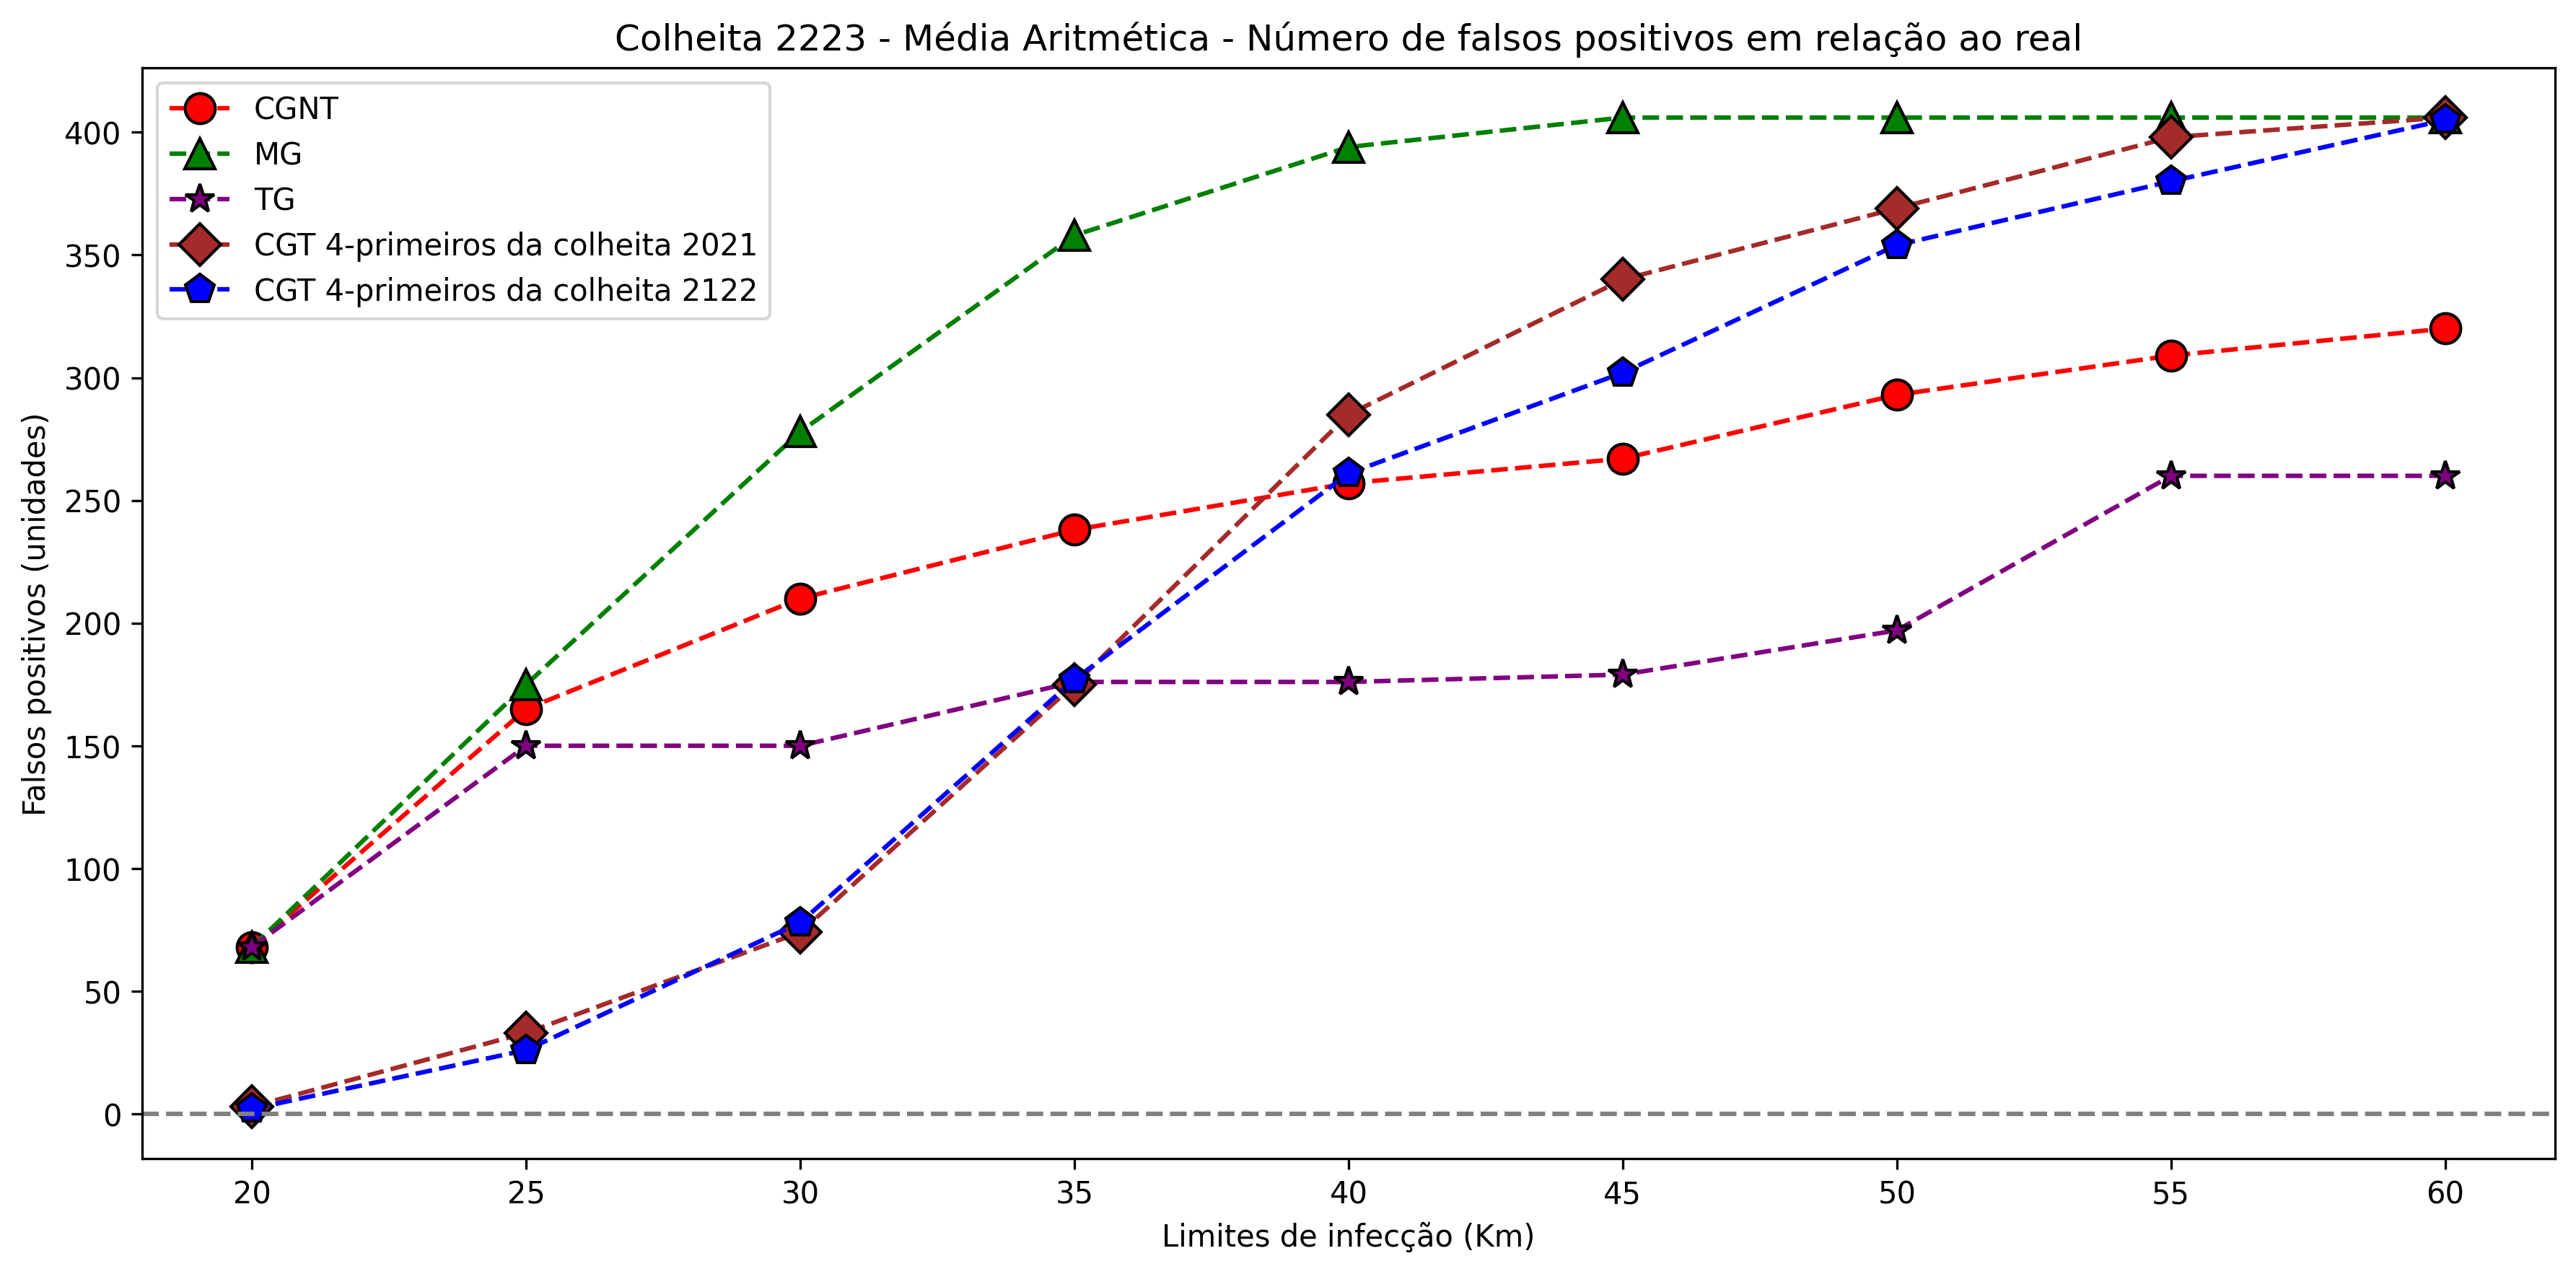 Colheita 2223 - Média Aritmética - Número de falsos positivos em relação ao real
CGNT
MG
TG
CGT 4-primeiros da colheita 2021
CGT 4-primeiros da colheita 2122
Falsos positivos (unidades)
400
350
300
250
200
150
100
50
0
20 25 30 35 40 45 50 55 60
Limites de infecção (Km)